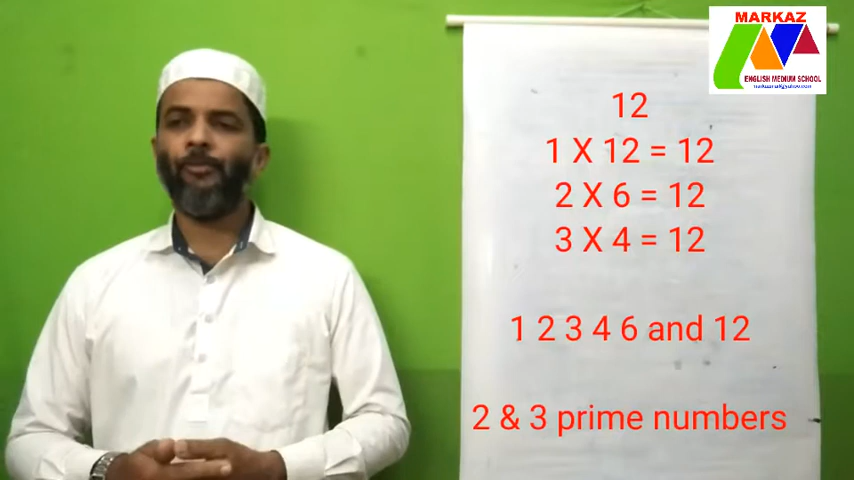 MARKAZ
ENGLISH MEDIUM SCHOOL
12
1 X 12 = 12
2 X 6 = 12
3 X 4 = 12
1 2 3 4 6 and 12
2 & 3 prime numbers